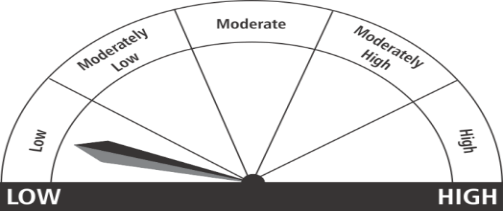 Low
Moderately
Low
Moderate
Moderately
High
High
LOW
HIGH